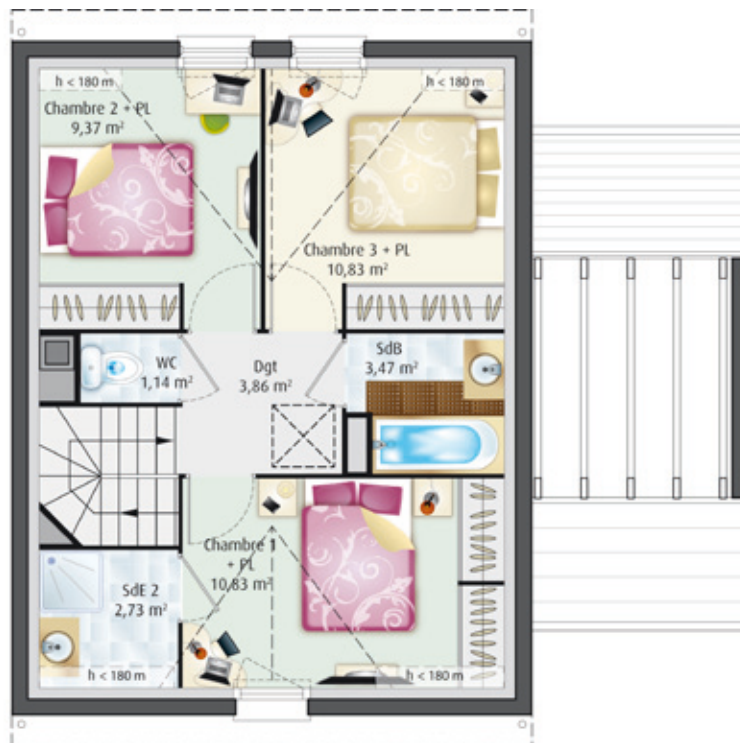 h < 180 m
h < 180 m
Chambre 2 + PL
9,37 m²
Chambre 3 + PL
10,83 m²
WC
1,14 m²
Dgt
3,86 m²
SdB
3,47 m²
Chambre 1
+ PL
10,83 m²
SdE 2
2,73 m²
h < 180 m
h < 180 m